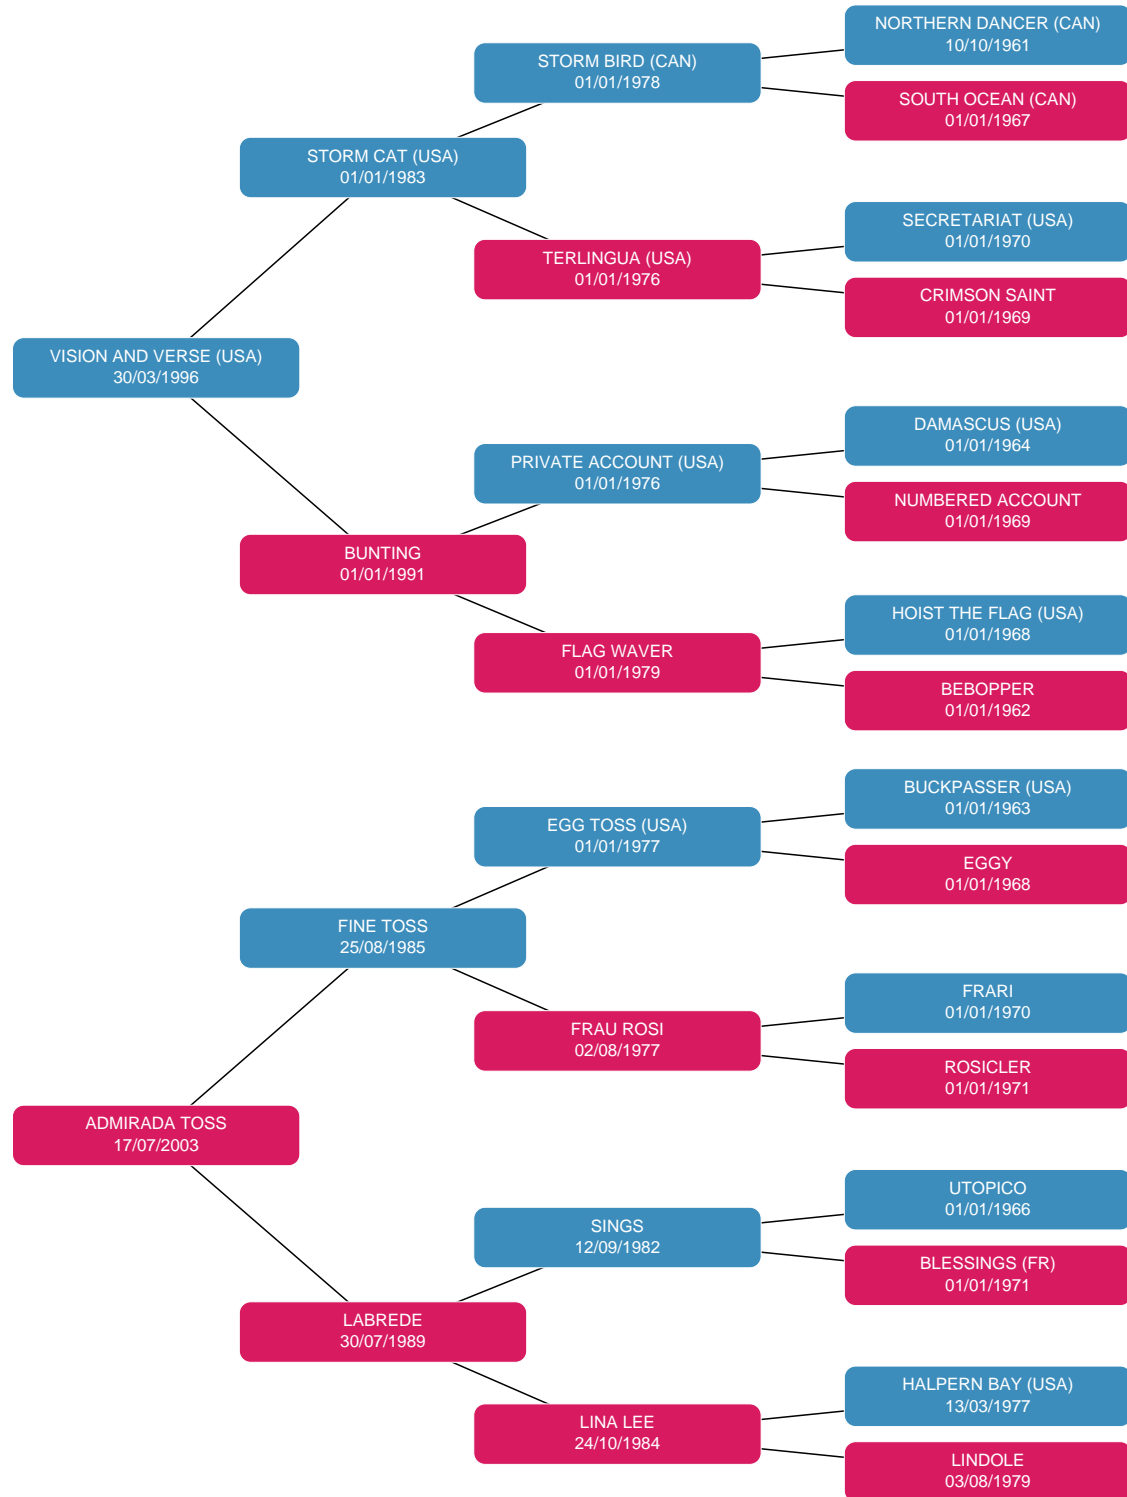 NORTHERN DANCER (CAN)
10/10/1961
STORM BIRD (CAN)
01/01/1978
SOUTH OCEAN (CAN)
01/01/1967
STORM CAT (USA)
01/01/1983
SECRETARIAT (USA)
01/01/1970
TERLINGUA (USA)
01/01/1976
CRIMSON SAINT
01/01/1969
VISION AND VERSE (USA)
30/03/1996
DAMASCUS (USA)
01/01/1964
PRIVATE ACCOUNT (USA)
01/01/1976
NUMBERED ACCOUNT
01/01/1969
BUNTING
01/01/1991
HOIST THE FLAG (USA)
01/01/1968
FLAG WAVER
01/01/1979
BEBOPPER
01/01/1962
BUCKPASSER (USA)
01/01/1963
EGG TOSS (USA)
01/01/1977
EGGY
01/01/1968
FINE TOSS
25/08/1985
FRARI
01/01/1970
FRAU ROSI
02/08/1977
ROSICLER
01/01/1971
ADMIRADA TOSS
17/07/2003
UTOPICO
01/01/1966
SINGS
12/09/1982
BLESSINGS (FR)
01/01/1971
LABREDE
30/07/1989
HALPERN BAY (USA)
13/03/1977
LINA LEE
24/10/1984
LINDOLE
03/08/1979